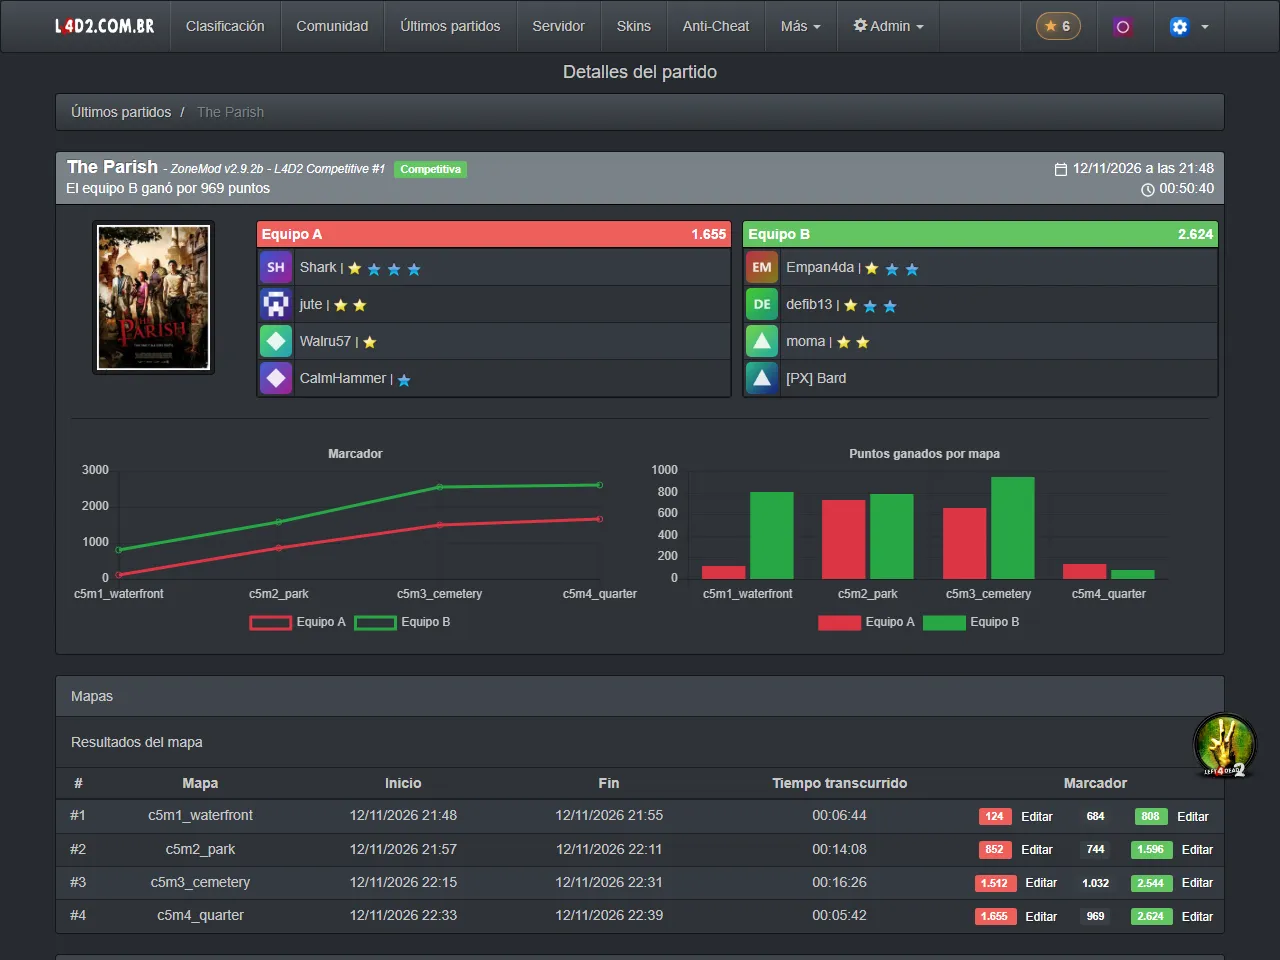 L4D2.COM.BR Clasificación Comunidad Últimos partidos Servidor Skins Anti-Cheat Más Admin 6
Detalles del partido
Últimos partidos / The Parish
The Parish - ZoneMod v2.9.2b - L4D2 Competitive #1 Competitiva
12/11/2026 a las 21:48
El equipo B ganó por 969 puntos
00:50:40
THE PARISH
Equipo A 1.655
SH Shark |
jute |
Walru57 |
CalmHammer |
Equipo B 2.624
EM Empan4da |
DE defib13 |
moma |
[PX] Bard
Marcador
3000
2000
1000
0
c5m1_waterfront c5m2_park c5m3_cemetery c5m4_quarter
Equipo A Equipo B
Puntos ganados por mapa
1000
800
600
400
200
0
c5m1_waterfront c5m2_park c5m3_cemetery c5m4_quarter
Equipo A Equipo B
Mapas
Resultados del mapa
LEFT 4 DEAD 2
# Mapa Inicio Fin Tiempo transcurrido Marcador
#1 c5m1_waterfront 12/11/2026 21:48 12/11/2026 21:55 00:06:44 124 Editar 684 808 Editar
#2 c5m2_park 12/11/2026 21:57 12/11/2026 22:11 00:14:08 852 Editar 744 1.596 Editar
#3 c5m3_cemetery 12/11/2026 22:15 12/11/2026 22:31 00:16:26 1.512 Editar 1.032 2.544 Editar
#4 c5m4_quarter 12/11/2026 22:33 12/11/2026 22:39 00:05:42 1.655 Editar 969 2.624 Editar